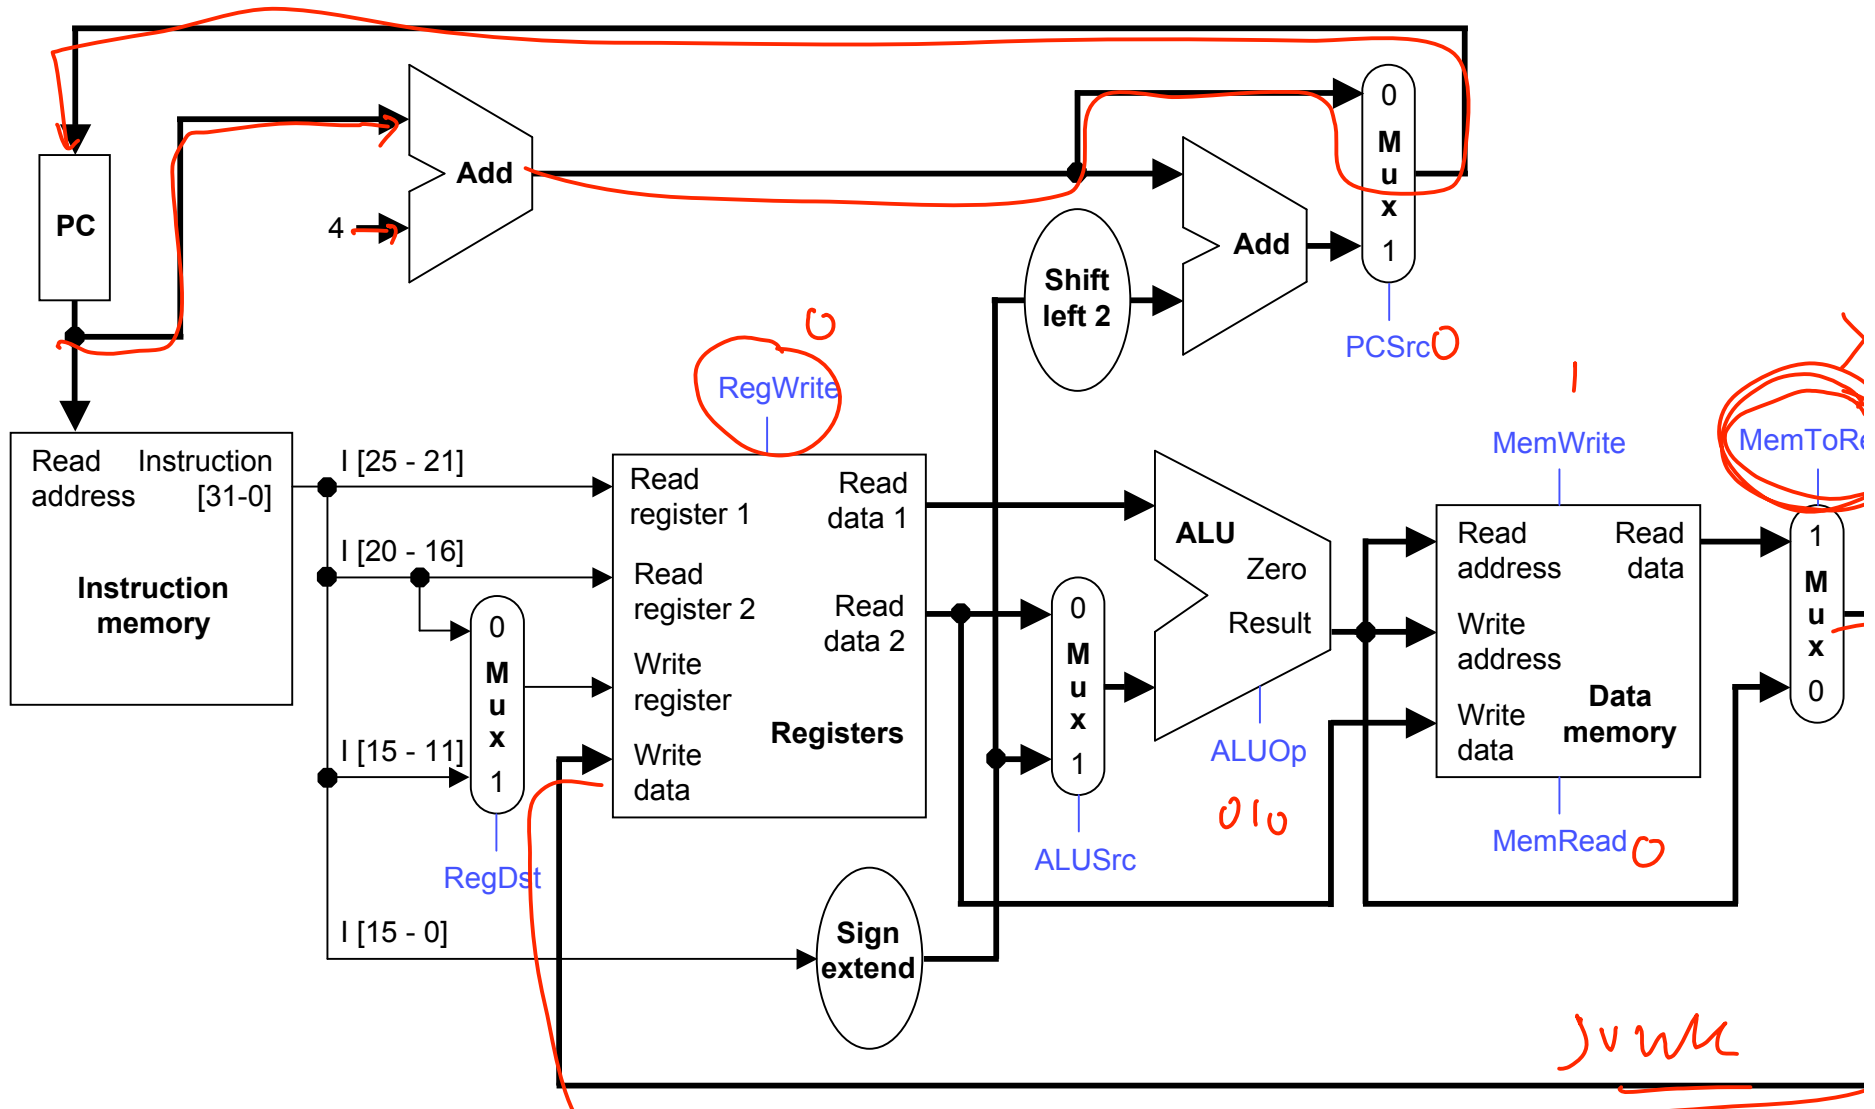 0
M
u
x
1
Add
PC
4
Add
Shift
left 2
PCSrc 0
0
RegWrite
1
MemWrite
MemToRe
Read address
Instruction [31-0]
Instruction
memory
I [25 - 21]
I [20 - 16]
I [15 - 11]
I [15 - 0]
0
M
u
x
1
RegDst
Read
register 1
Read
data 1
Read
register 2
Read
data 2
Write
register
Write
data
Registers
Sign
extend
0
M
u
x
1
ALUSrc
ALU
Zero
Result
ALUOp
010
Read
address
Read
data
Write
address
Write
data
Data
memory
MemRead 0
1
M
u
x
0
junk